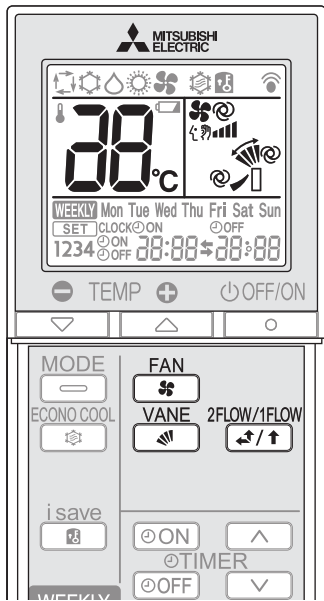 MITSUBISHI
ELECTRIC
88°C
WEEKLY Mon Tue Wed Thu Fri Sat Sun
SET CLOCK ON OFF
1234 ON OFF 88:88 88:88
TEMP OFF/ON
MODE FAN
ECONO COOL VANE 2FLOW/1FLOW
i save
ON
TIMER
OFF
WEEKLY